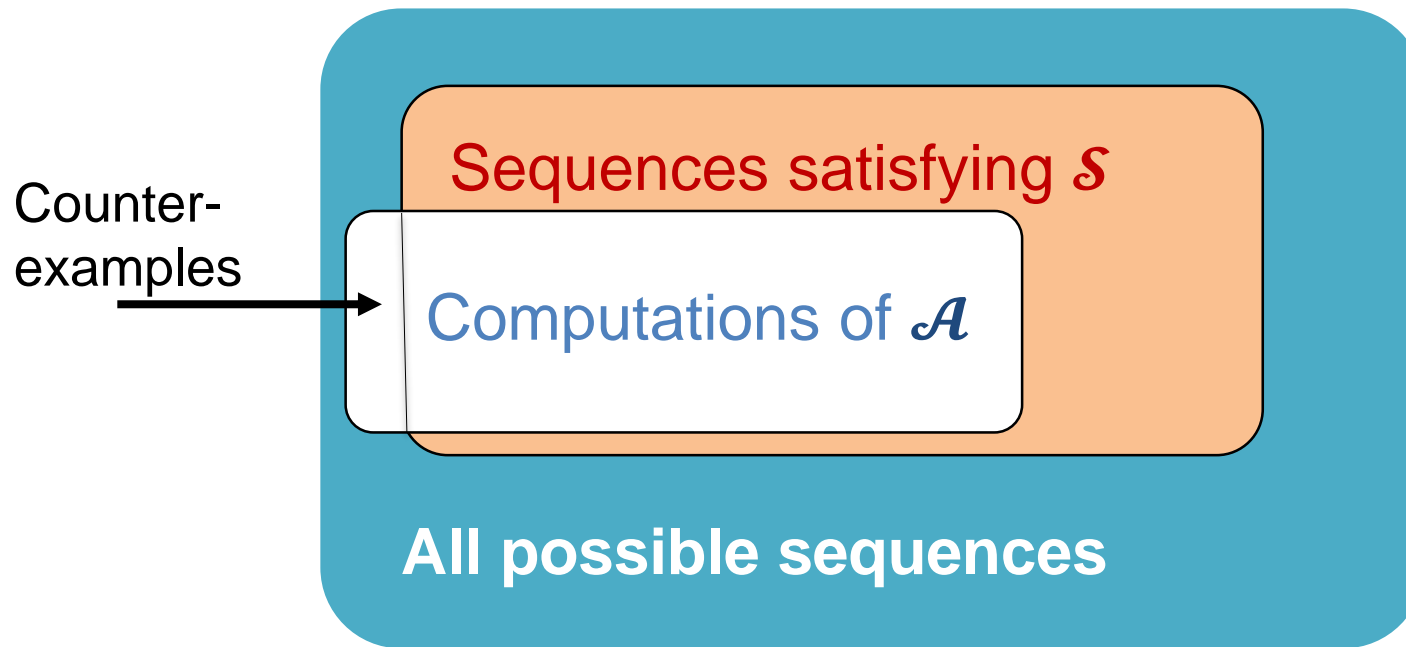 Sequences satisfying 𝓢
Counter-
examples
Computations of 𝓐
All possible sequences